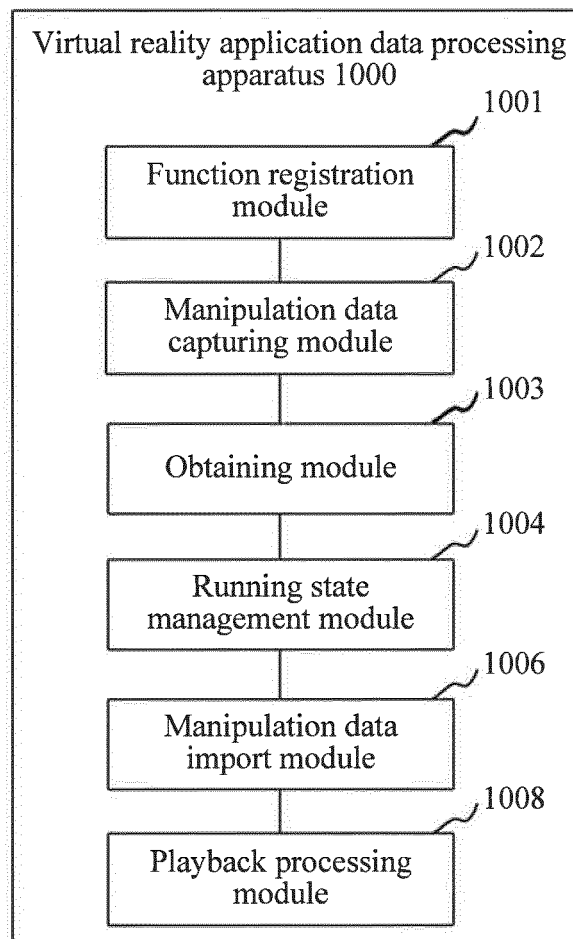 Virtual reality application data processing
apparatus 1000
1001
Function registration
module
1002
Manipulation data
capturing module
1003
Obtaining module
1004
Running state
management module
1006
Manipulation data
import module
1008
Playback processing
module